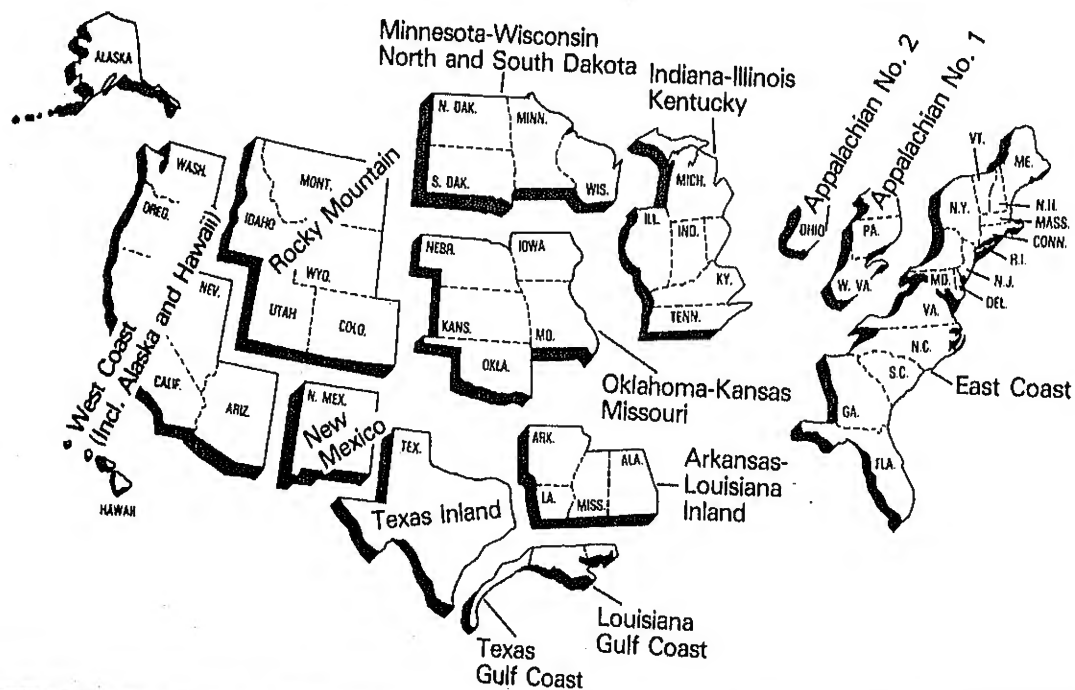 Minnesota-Wisconsin
North and South Dakota
Indiana-Illinois
Kentucky
Appalachian No. 2
Appalachian No. 1
ALASKA
WASH.
OREG.
NEV.
CALIF.
ARIZ.
West Coast
(Incl. Alaska and Hawaii)
HAWAII
MONT.
IDAHO
WYO.
UTAH
COLO.
Rocky Mountain
N. DAK.
MINN.
S. DAK.
WIS.
MICH.
ILL.
IND.
KY.
TENN.
OHIO
PA.
W. VA.
VT.
ME.
N.Y.
N.H.
MASS.
CONN.
R.I.
N.J.
MD.
DEL.
VA.
N.C.
S.C.
GA.
FLA.
East Coast
NEBR.
IOWA
KANS.
MO.
OKLA.
Oklahoma-Kansas
Missouri
N. MEX.
New
Mexico
TEX.
Texas Inland
ARK.
ALA.
LA.
MISS.
Arkansas-
Louisiana
Inland
Louisiana
Gulf Coast
Texas
Gulf Coast